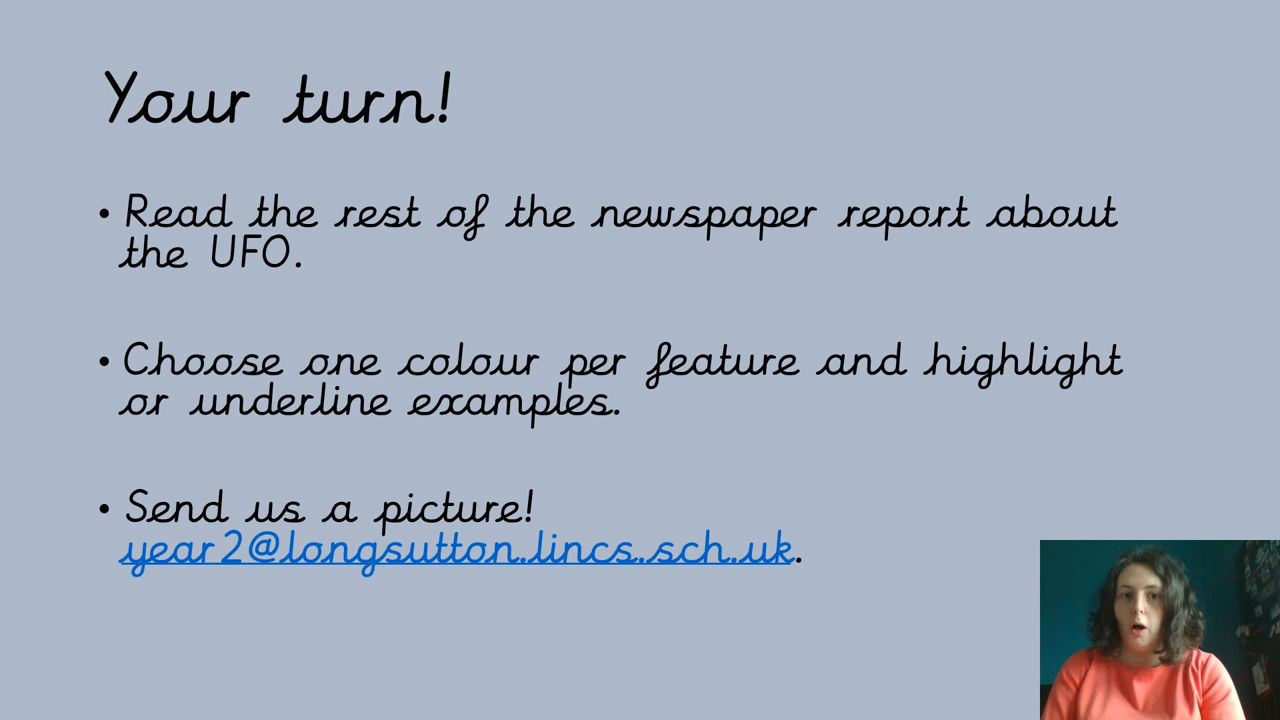 Your turn!
• Read the rest of the newspaper report about
the UFO.
• Choose one colour per feature and highlight
or underline examples.
• Send us a picture!
year2@longsutton.lincs.sch.uk.